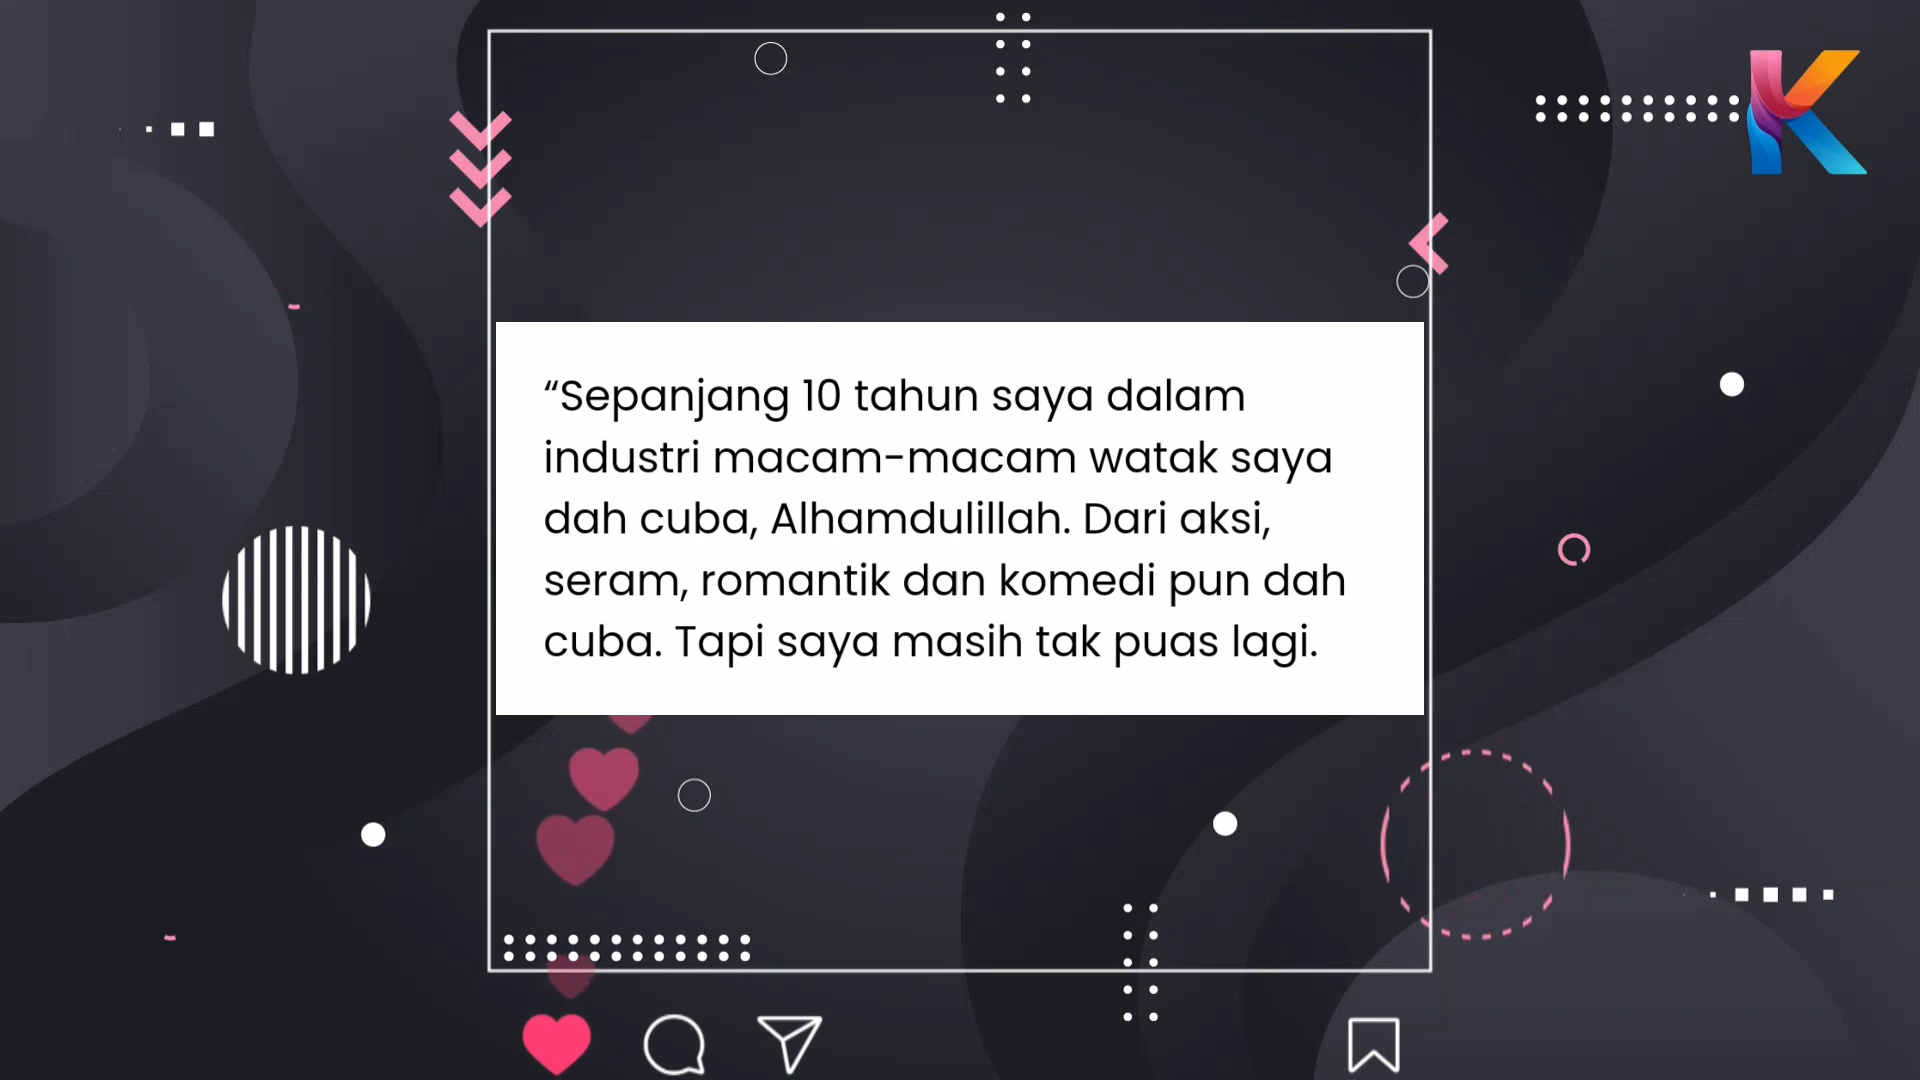 “Sepanjang 10 tahun saya dalam
industri macam-macam watak saya
dah cuba, Alhamdulillah. Dari aksi,
seram, romantik dan komedi pun dah
cuba. Tapi saya masih tak puas lagi.
K